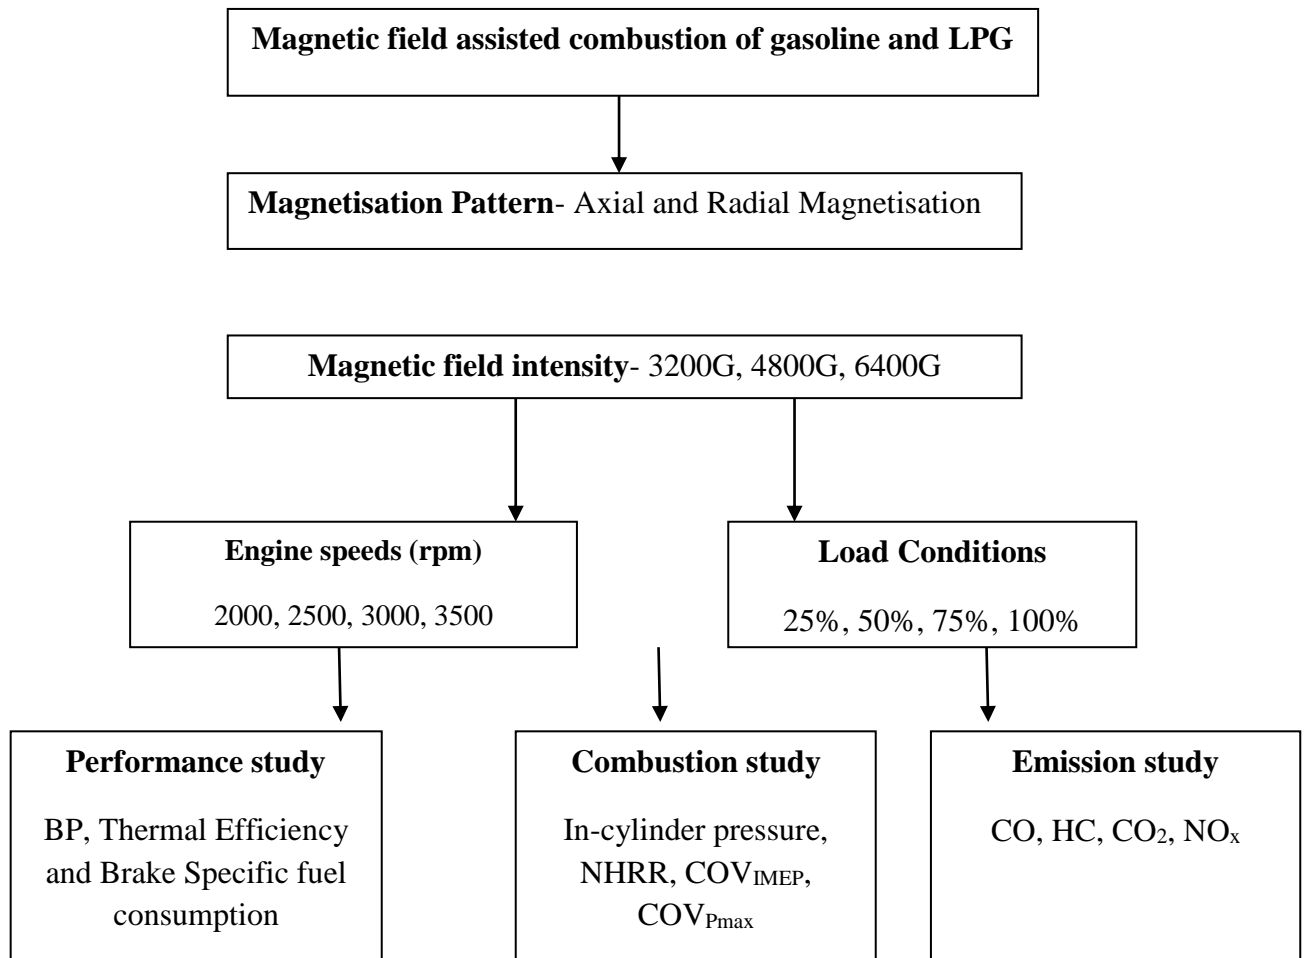 Magnetic field assisted combustion of gasoline and LPG
Magnetisation Pattern- Axial and Radial Magnetisation
Magnetic field intensity- 3200G, 4800G, 6400G
Engine speeds (rpm)
2000, 2500, 3000, 3500
Load Conditions
25%, 50%, 75%, 100%
Performance study
BP, Thermal Efficiency
and Brake Specific fuel
consumption
Combustion study
In-cylinder pressure,
NHRR, COVIMEP,
COVPmax
Emission study
CO, HC, CO2, NOx